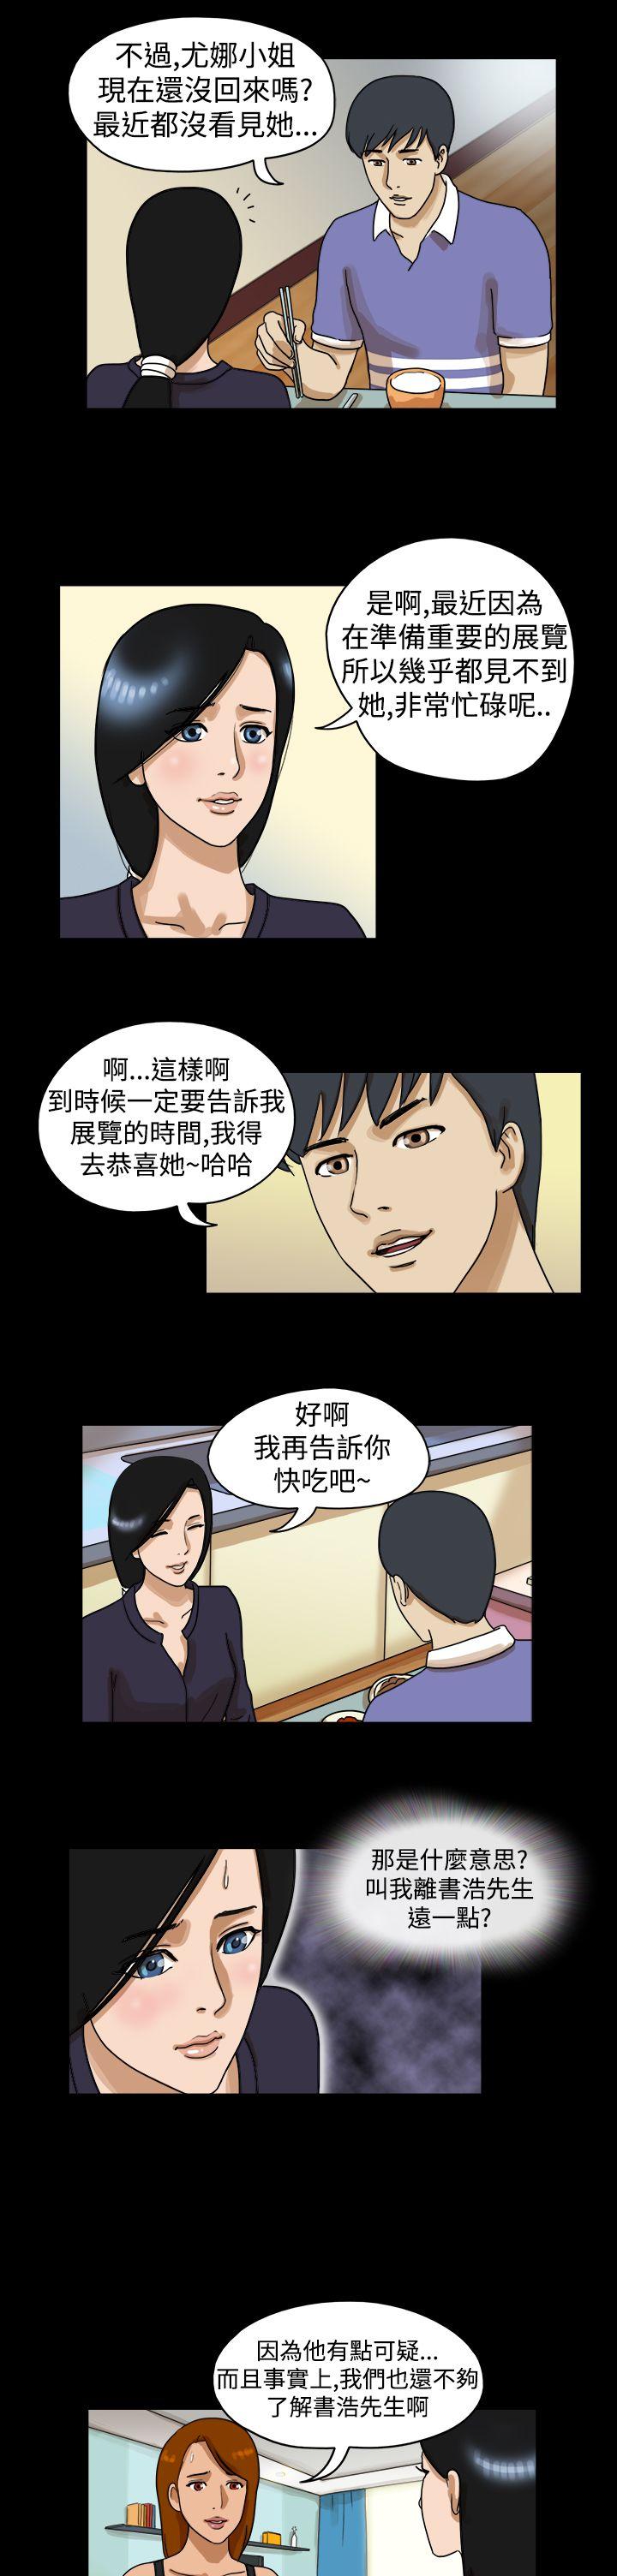 不過,尤娜小姐
現在還沒回來嗎?
最近都沒看見她...
是啊,最近因為
在準備重要的展覽
所以幾乎都見不到
她,非常忙碌呢..
啊...這樣啊
到時候一定要告訴我
展覽的時間,我得
去恭喜她~哈哈
好啊
我再告訴你
快吃吧~
那是什麼意思?
叫我離書浩先生
遠一點?
因為他有點可疑...
而且事實上,我們也還不夠
了解書浩先生啊